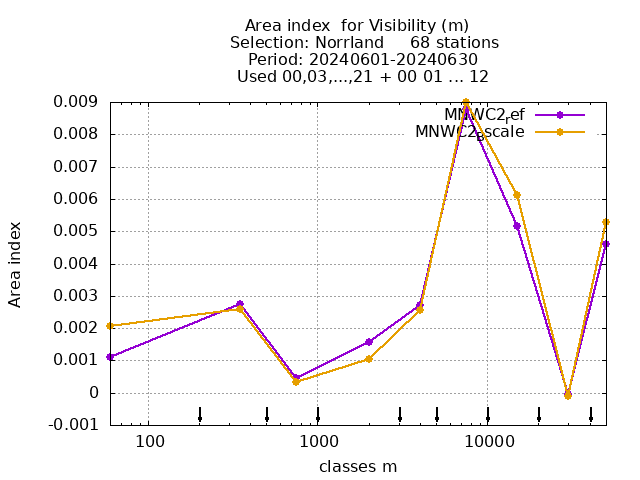 Area index  for Visibility (m)
Selection: Norrland     68 stations
Period: 20240601-20240630
Used 00,03,...,21 + 00 01 ... 12
MNWC2ref
MNWC2Bscale
0.009
0.008
0.007
0.006
0.005
0.004
0.003
0.002
0.001
0
-0.001
Area index
100
1000
10000
classes m